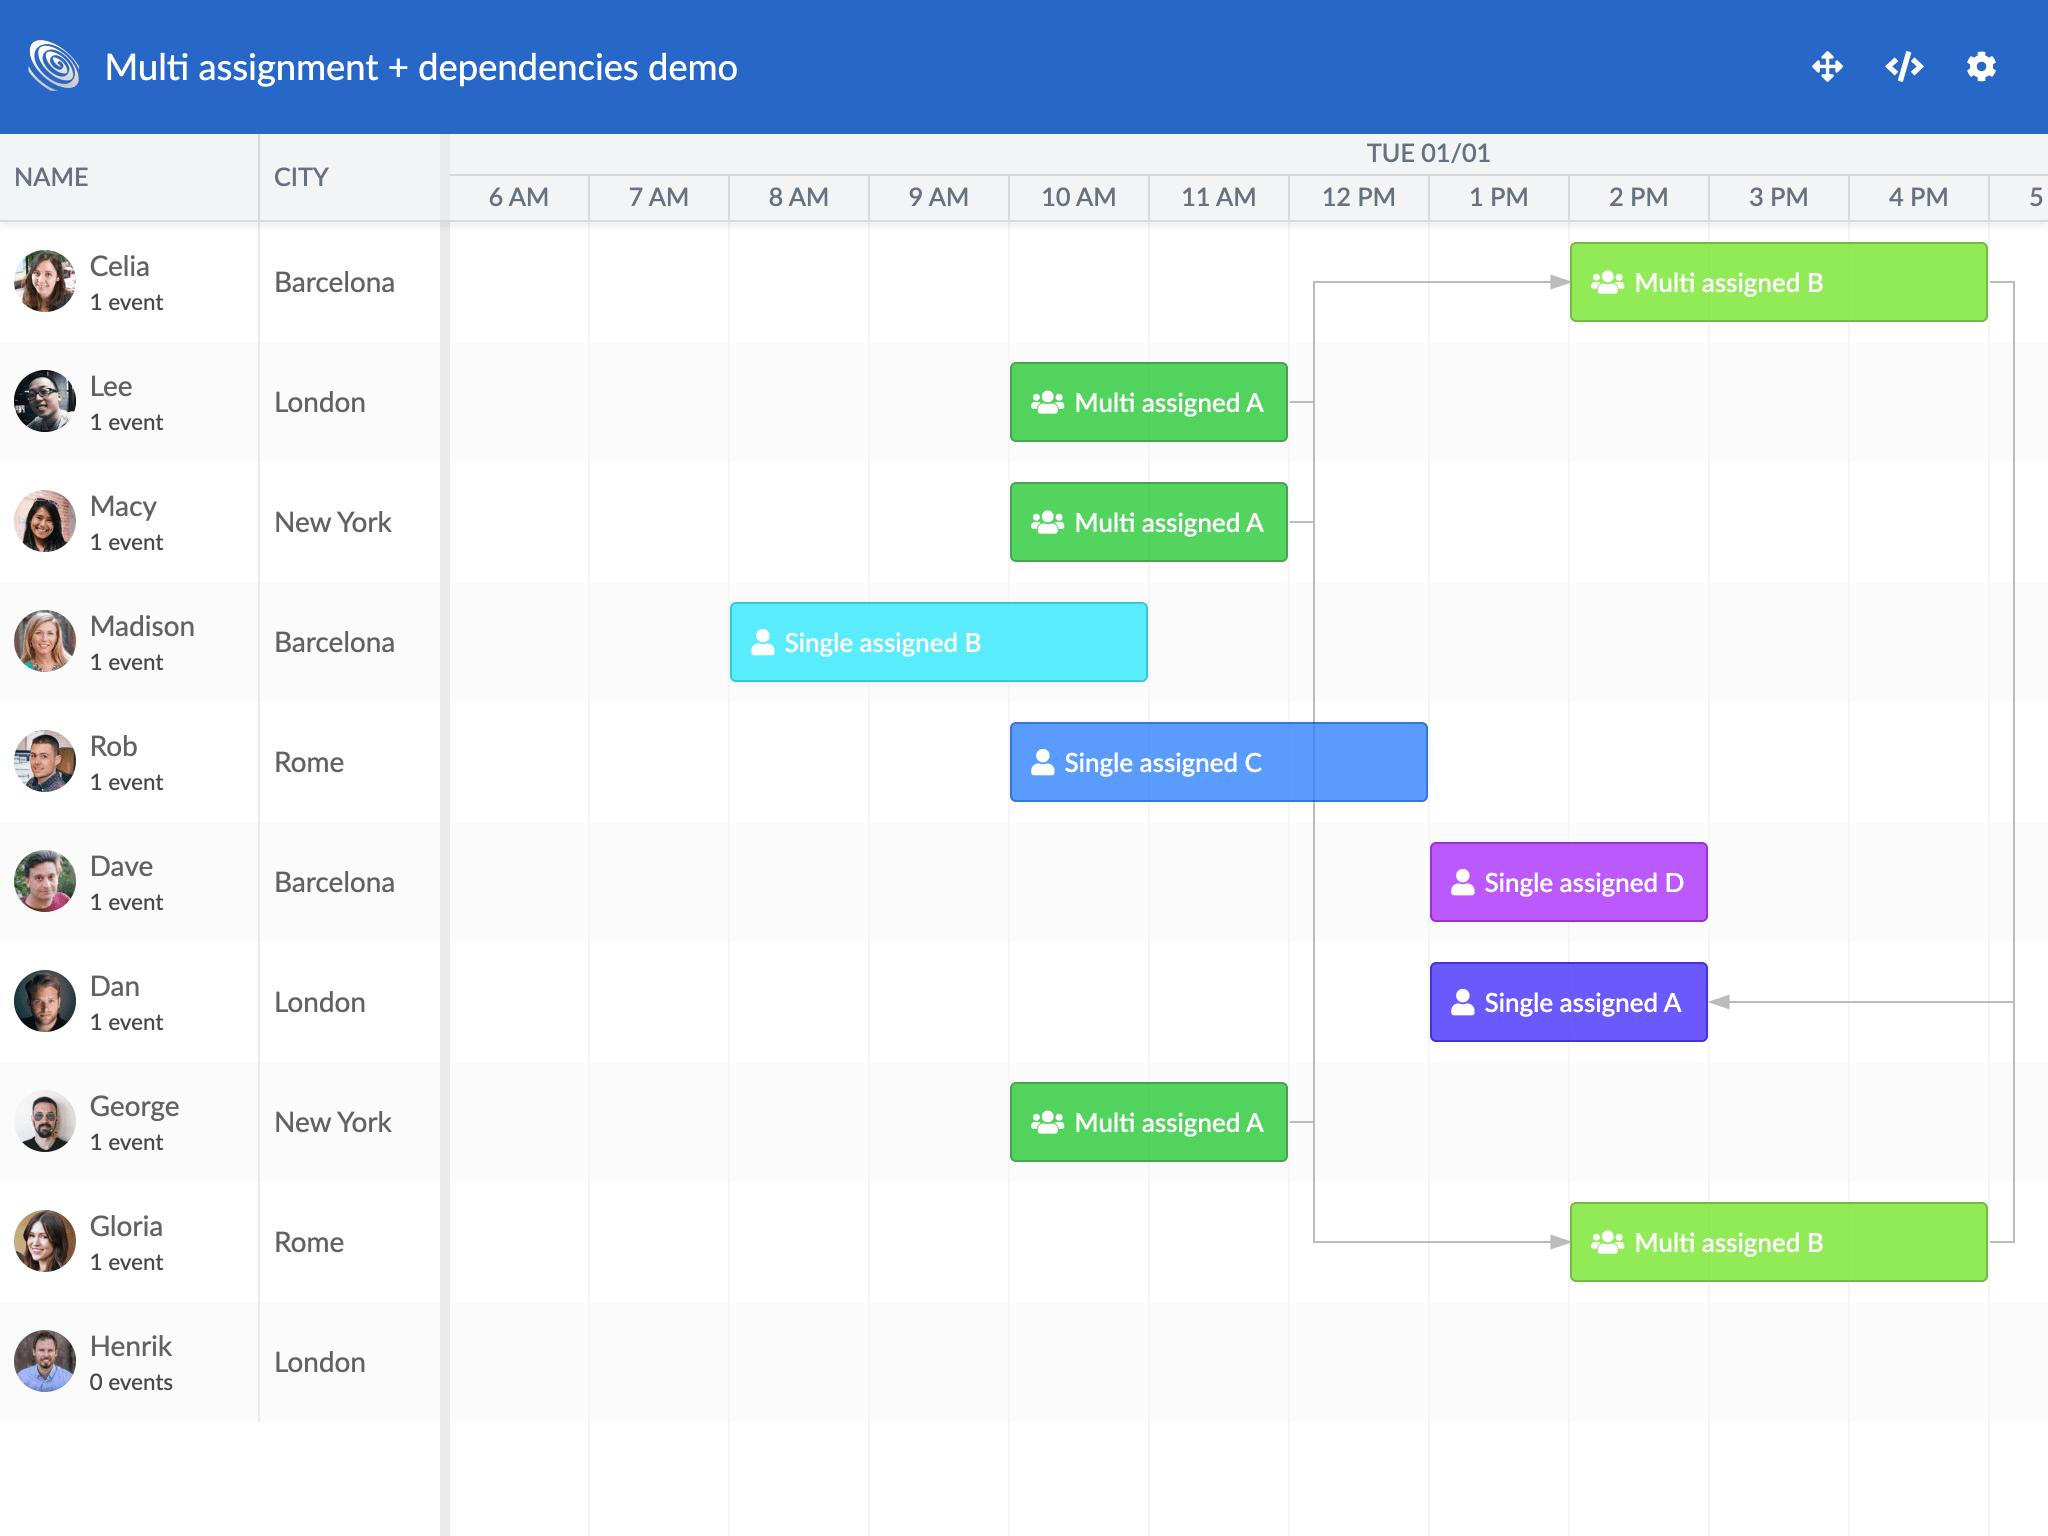 Multi assignment + dependencies demo
NAME
CITY
TUE 01/01
6 AM
7 AM
8 AM
9 AM
10 AM
11 AM
12 PM
1 PM
2 PM
3 PM
4 PM
5
Celia
1 event
Barcelona
Multi assigned B
Lee
1 event
London
Multi assigned A
Macy
1 event
New York
Multi assigned A
Madison
1 event
Barcelona
Single assigned B
Rob
1 event
Rome
Single assigned C
Dave
1 event
Barcelona
Single assigned D
Dan
1 event
London
Single assigned A
George
1 event
New York
Multi assigned A
Gloria
1 event
Rome
Multi assigned B
Henrik
0 events
London